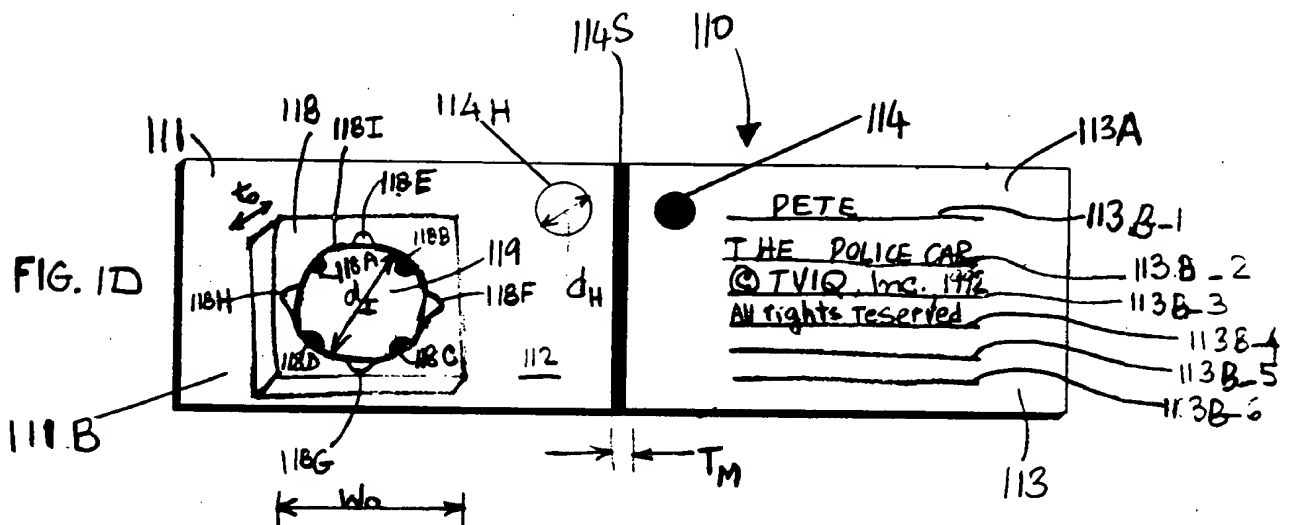 114S
110
114H
114
113A
118
118I
111
118E
PETE
113B-1
118B
THE POLICE CAR
113B-2
118A
119
© TVIQ, Inc. 1992
113B-3
FIG. 1D
118H
118F
dH
All rights reserved
dI
113B-4
118D
118C
112
113B-5
113B-6
111B
118G
TM
113